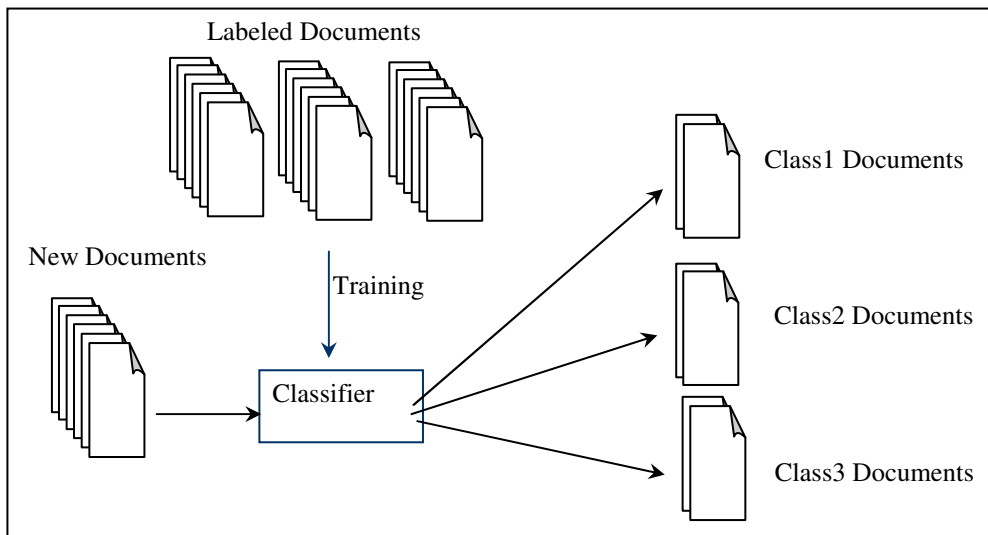 Labeled Documents
Class1 Documents
New Documents
Training
Class2 Documents
Classifier
Class3 Documents